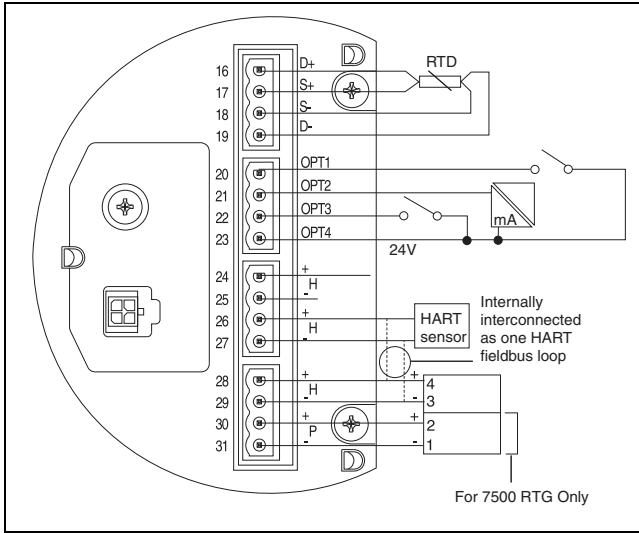 RTD
16 D+
17 S+
18 S-
19 D-
20 OPT1
21 OPT2
22 OPT3
23 OPT4
mA
24V
24 +
H
25 -
26 +
H
27 -
HART
sensor
Internally
interconnected
as one HART
fieldbus loop
28 + + 4
H
29 - - 3
30 + + 2
P
31 - - 1
For 7500 RTG Only